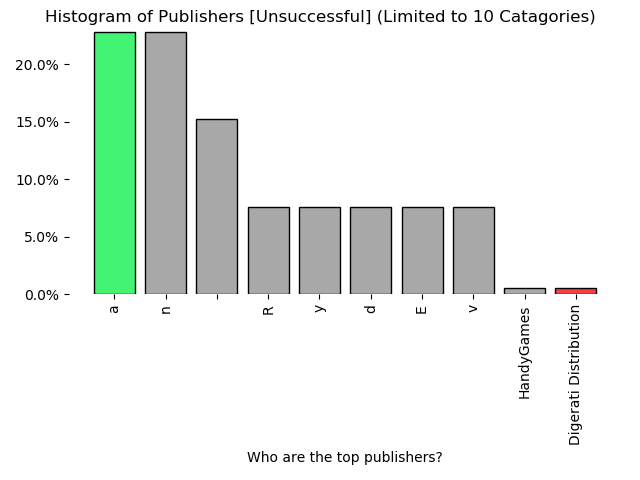 Histogram of Publishers [Unsuccessful] (Limited to 10 Catagories)
20.0%
15.0%
10.0%
5.0%
0.0%
a
n
R
y
d
E
v
HandyGames
Digerati Distribution
Who are the top publishers?